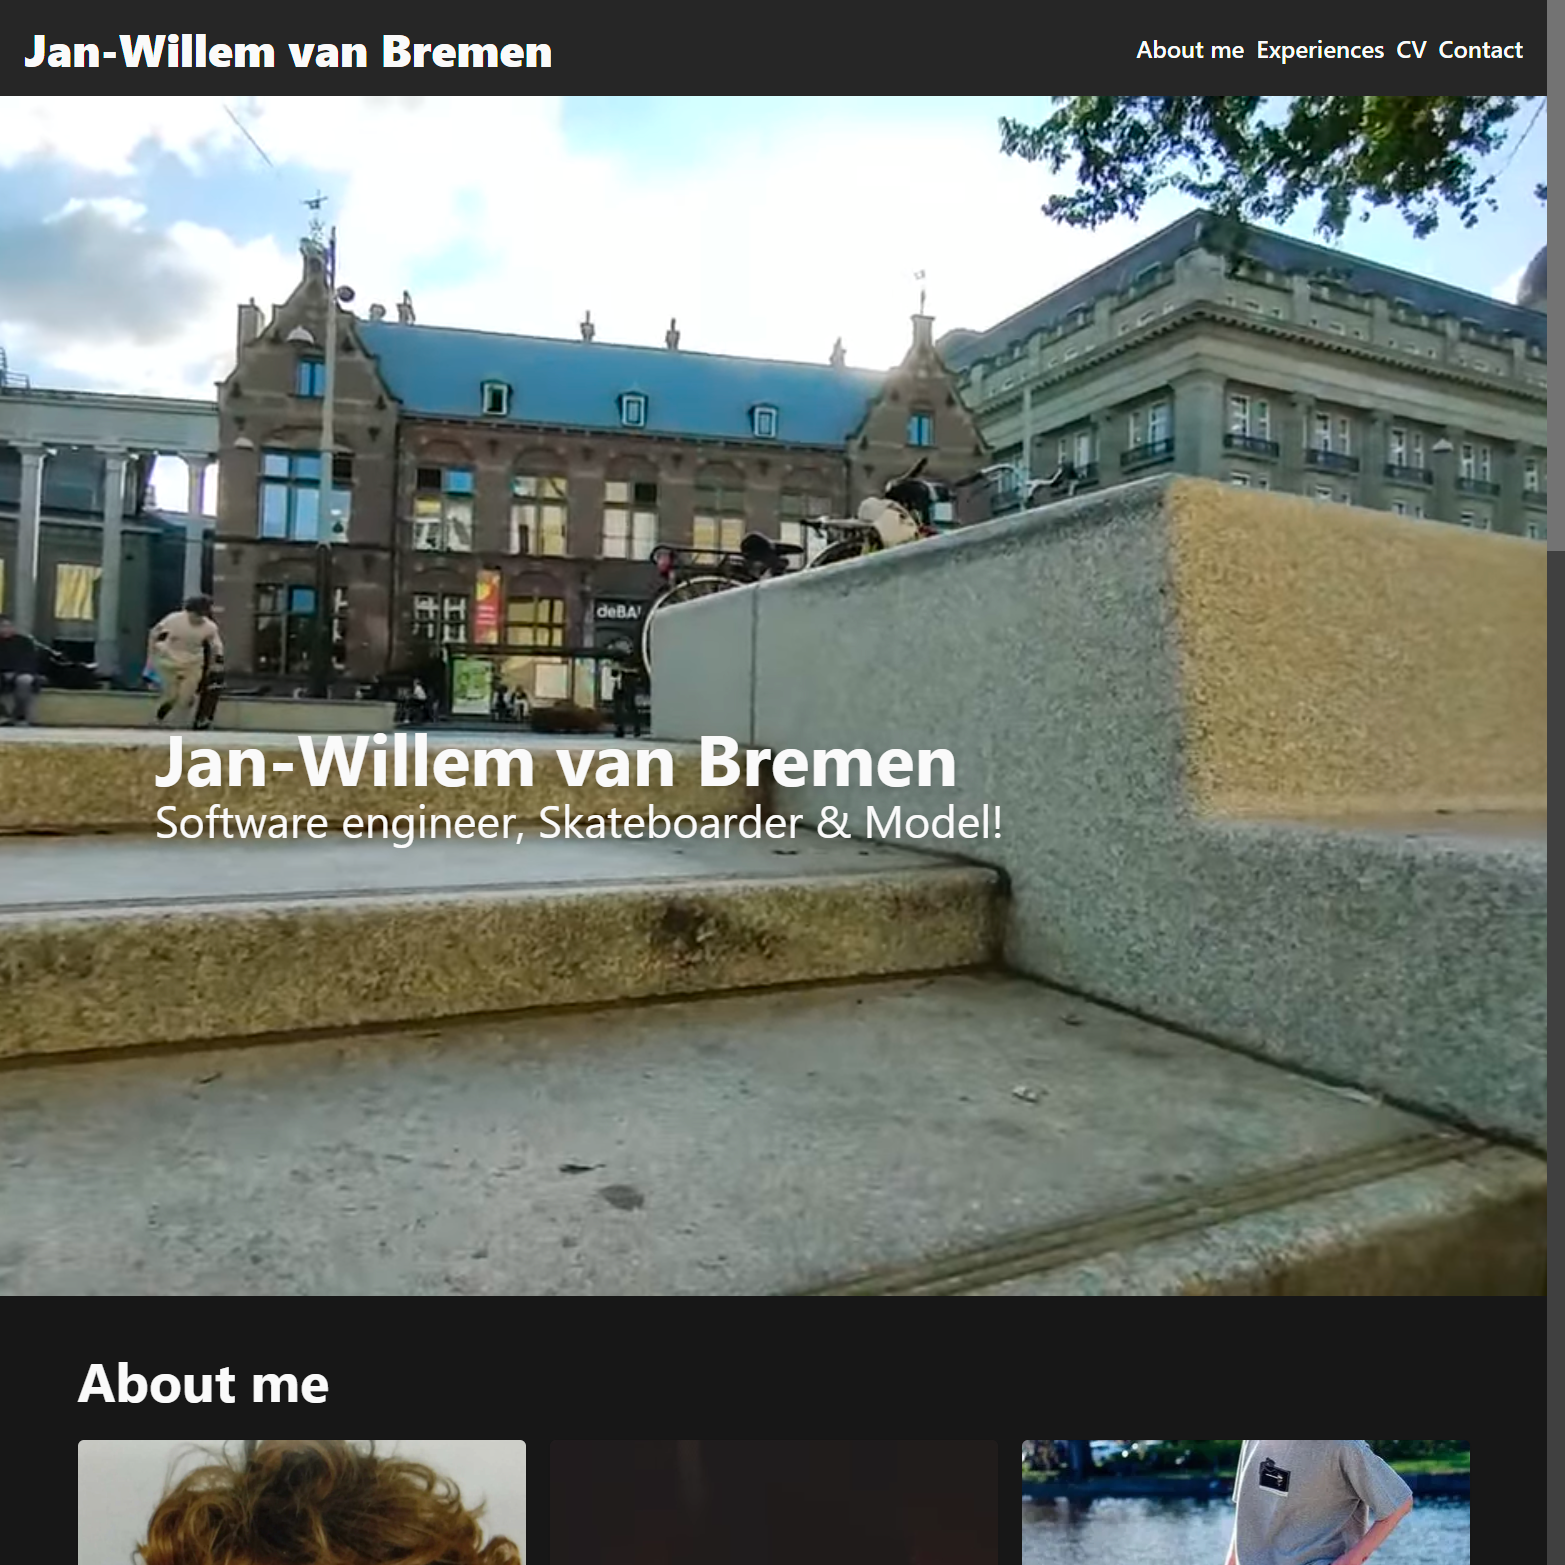 Jan-Willem van Bremen
About me Experiences CV Contact
deBA
Jan-Willem van Bremen
Software engineer, Skateboarder & Model!
About me